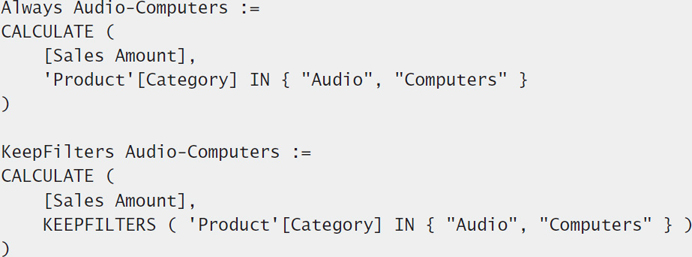 Always Audio-Computers :=
CALCULATE (
    [Sales Amount],
    'Product'[Category] IN { "Audio", "Computers" }
)

KeepFilters Audio-Computers :=
CALCULATE (
    [Sales Amount],
    KEEPFILTERS ( 'Product'[Category] IN { "Audio", "Computers" } )
)